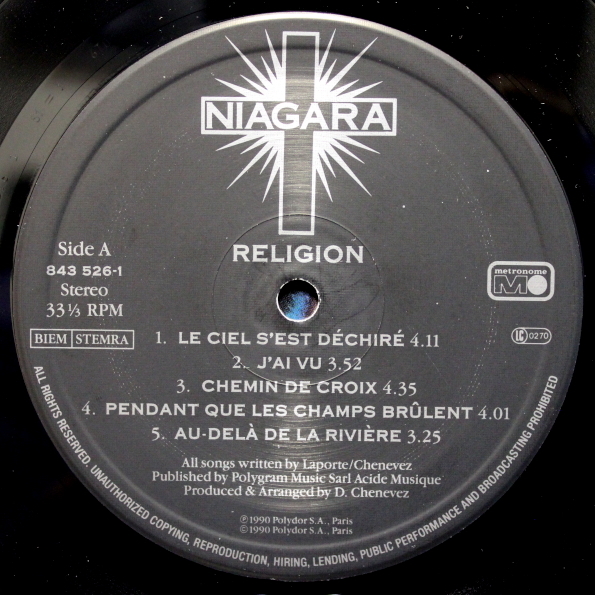 NIAGARA
RELIGION
Side A
843 526-1
Stereo
33⅓ RPM
BIEM STEMRA
metronome
M
LC 0270
1. LE CIEL S'EST DÉCHIRÉ 4.11
2. J'AI VU 3.52
3. CHEMIN DE CROIX 4.35
4. PENDANT QUE LES CHAMPS BRÛLENT 4.01
5. AU-DELÀ DE LA RIVIÈRE 3.25
All songs written by Laporte/Chenevez
Published by Polygram Music Sarl Acide Musique
Produced & Arranged by D. Chenevez
℗1990 Polydor S.A., Paris
©1990 Polydor S.A., Paris
ALL RIGHTS RESERVED. UNAUTHORIZED COPYING, REPRODUCTION, HIRING, LENDING, PUBLIC PERFORMANCE AND BROADCASTING PROHIBITED